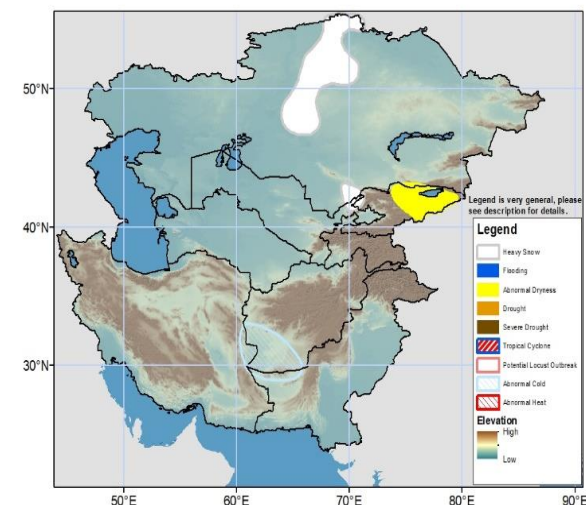 50°N
40°N
30°N
50°E
60°E
70°E
80°E
90°E
Legend is very general, please
see description for details.
Legend
Heavy Snow
Flooding
Abnormal Dryness
Drought
Severe Drought
Tropical Cyclone
Potential Locust Outbreak
Abnormal Cold
Abnormal Heat
Elevation
High
Low